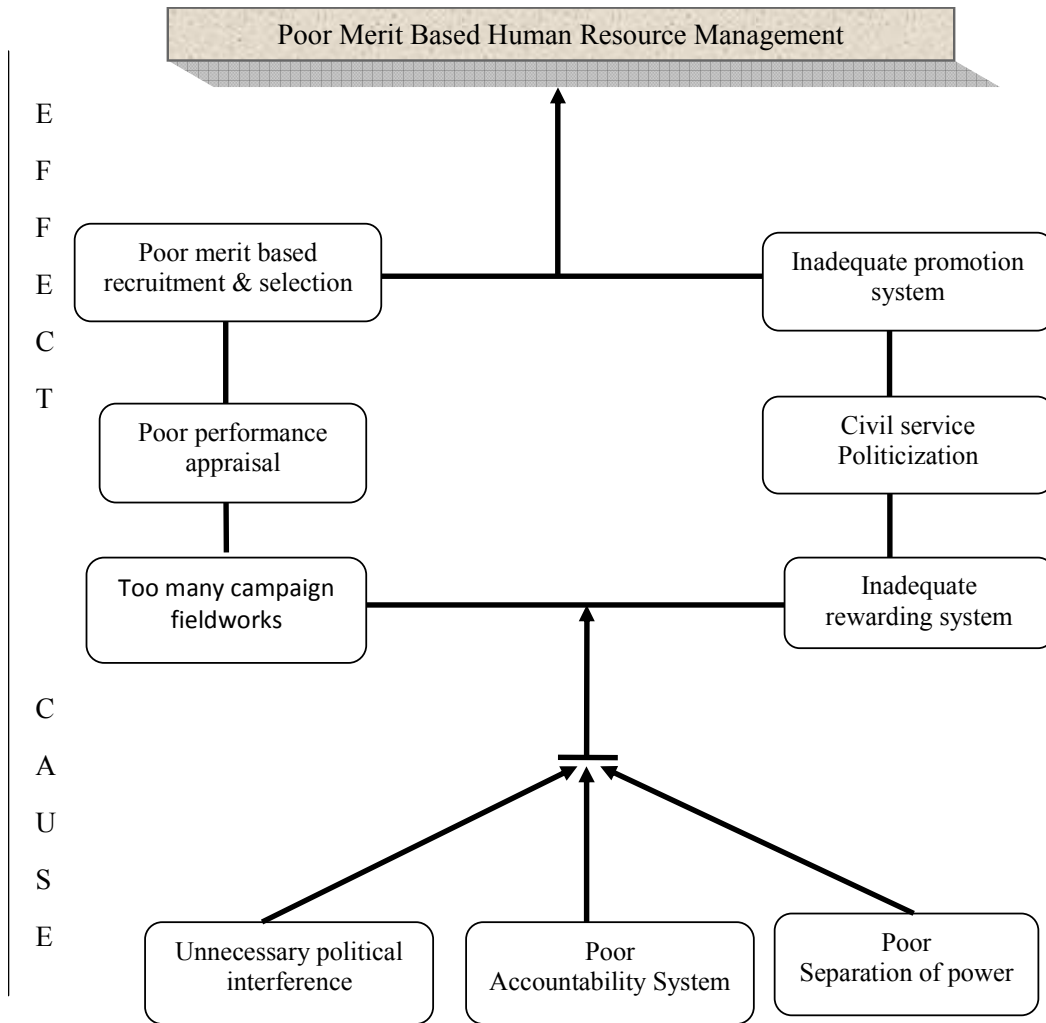 Poor Merit Based Human Resource Management
E
F
F
E
C
T
Poor merit based
recruitment & selection
Inadequate promotion
system
Poor performance
appraisal
Civil service
Politicization
Too many campaign
fieldworks
Inadequate
rewarding system
C
A
U
S
E
Unnecessary political
interference
Poor
Accountability System
Poor
Separation of power